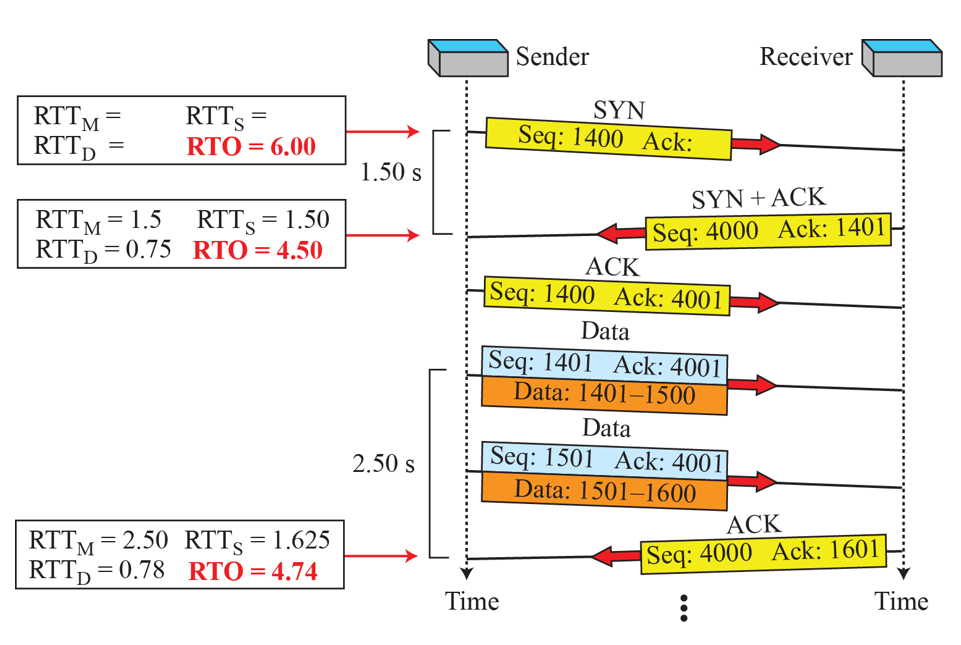 Sender
Receiver
RTT_M =   RTT_S =
RTT_D =   RTO = 6.00
SYN
Seq: 1400   Ack:
1.50 s
SYN + ACK
Seq: 4000   Ack: 1401
RTT_M = 1.5   RTT_S = 1.50
RTT_D = 0.75   RTO = 4.50
ACK
Seq: 1400   Ack: 4001
Data
Seq: 1401   Ack: 4001
Data: 1401–1500
Data
2.50 s
Seq: 1501   Ack: 4001
Data: 1501–1600
ACK
RTT_M = 2.50   RTT_S = 1.625
RTT_D = 0.78   RTO = 4.74
Seq: 4000   Ack: 1601
Time
Time